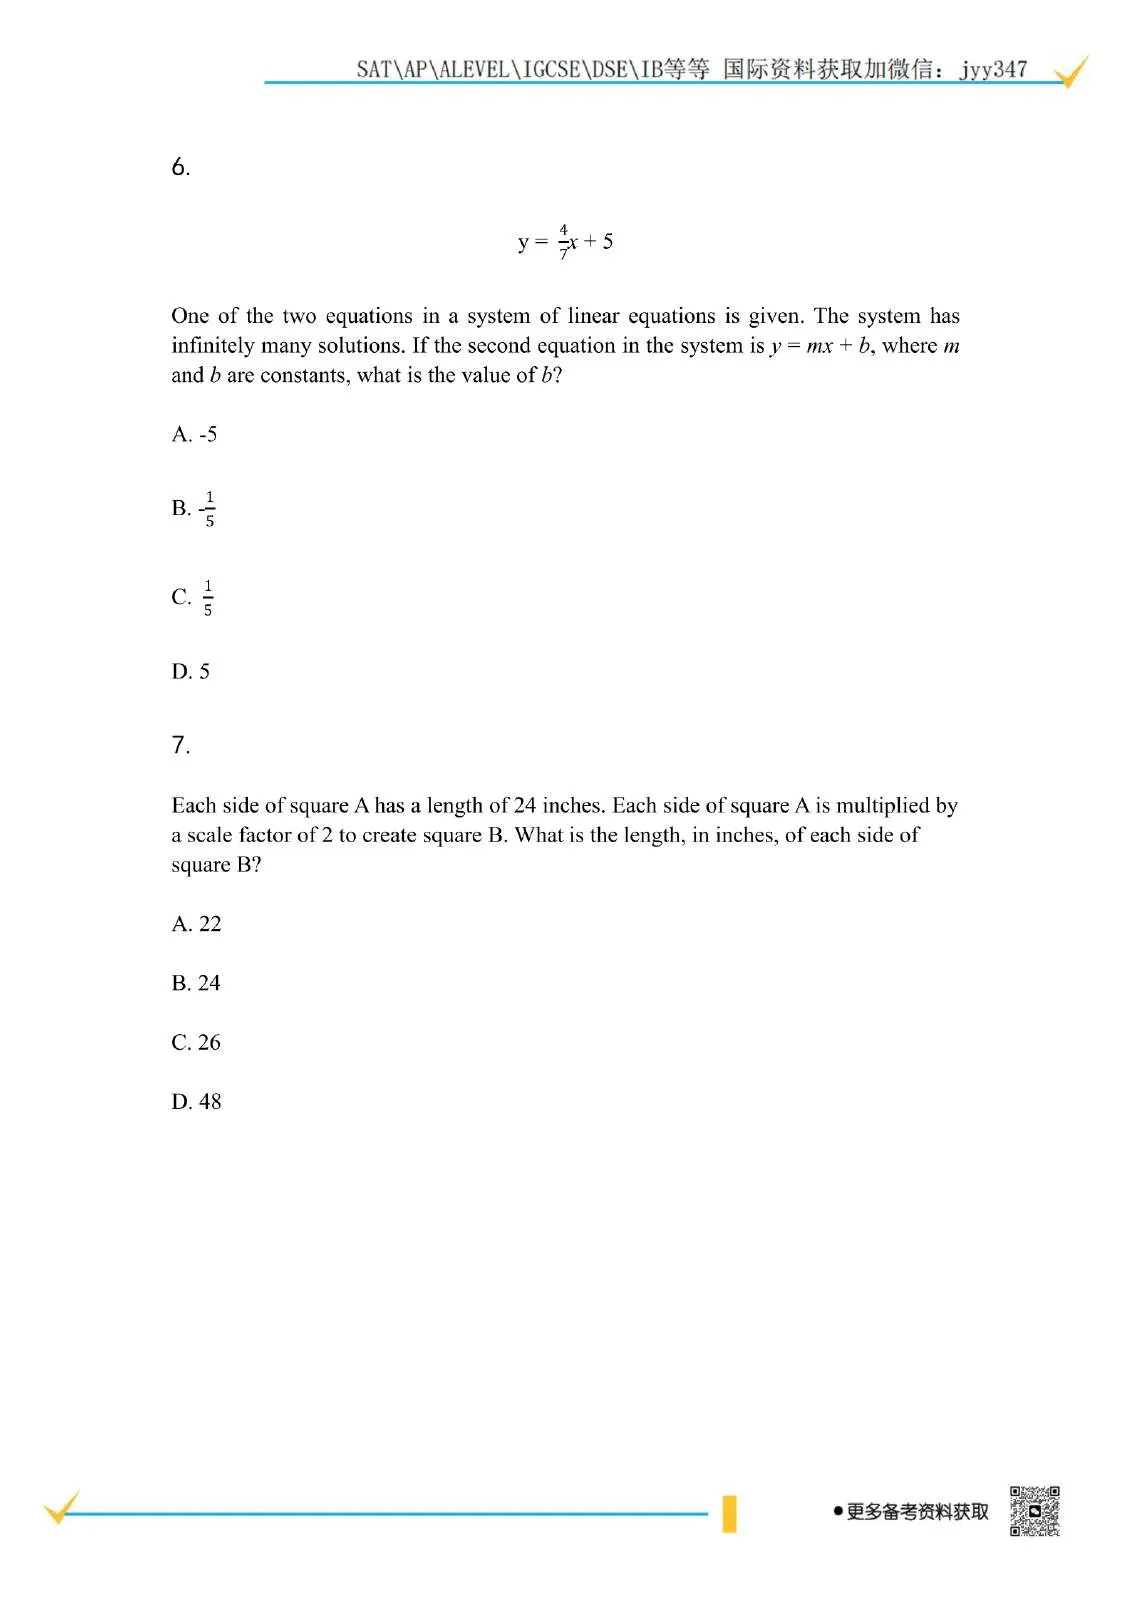 SAT\AP\ALEVEL\IGCSE\DSE\IB等等 国际资料获取加微信：jyy347
6.
y = 4/7x + 5
One of the two equations in a system of linear equations is given. The system has
infinitely many solutions. If the second equation in the system is y = mx + b, where m
and b are constants, what is the value of b?
A. -5
B. -1/5
C. 1/5
D. 5
7.
Each side of square A has a length of 24 inches. Each side of square A is multiplied by
a scale factor of 2 to create square B. What is the length, in inches, of each side of
square B?
A. 22
B. 24
C. 26
D. 48
●更多备考资料获取